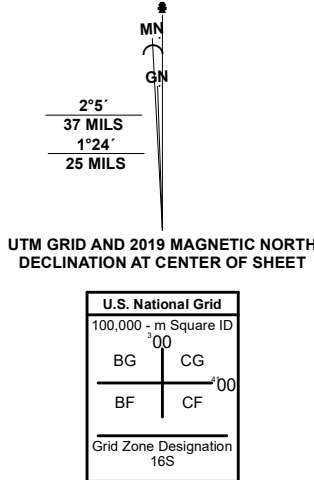 MN
GN
2°5´
37 MILS
1°24´
25 MILS
UTM GRID AND 2019 MAGNETIC NORTH
DECLINATION AT CENTER OF SHEET
U.S. National Grid
100,000 - m Square ID
³00
BG CG
⁴¹00
BF CF
Grid Zone Designation
16S